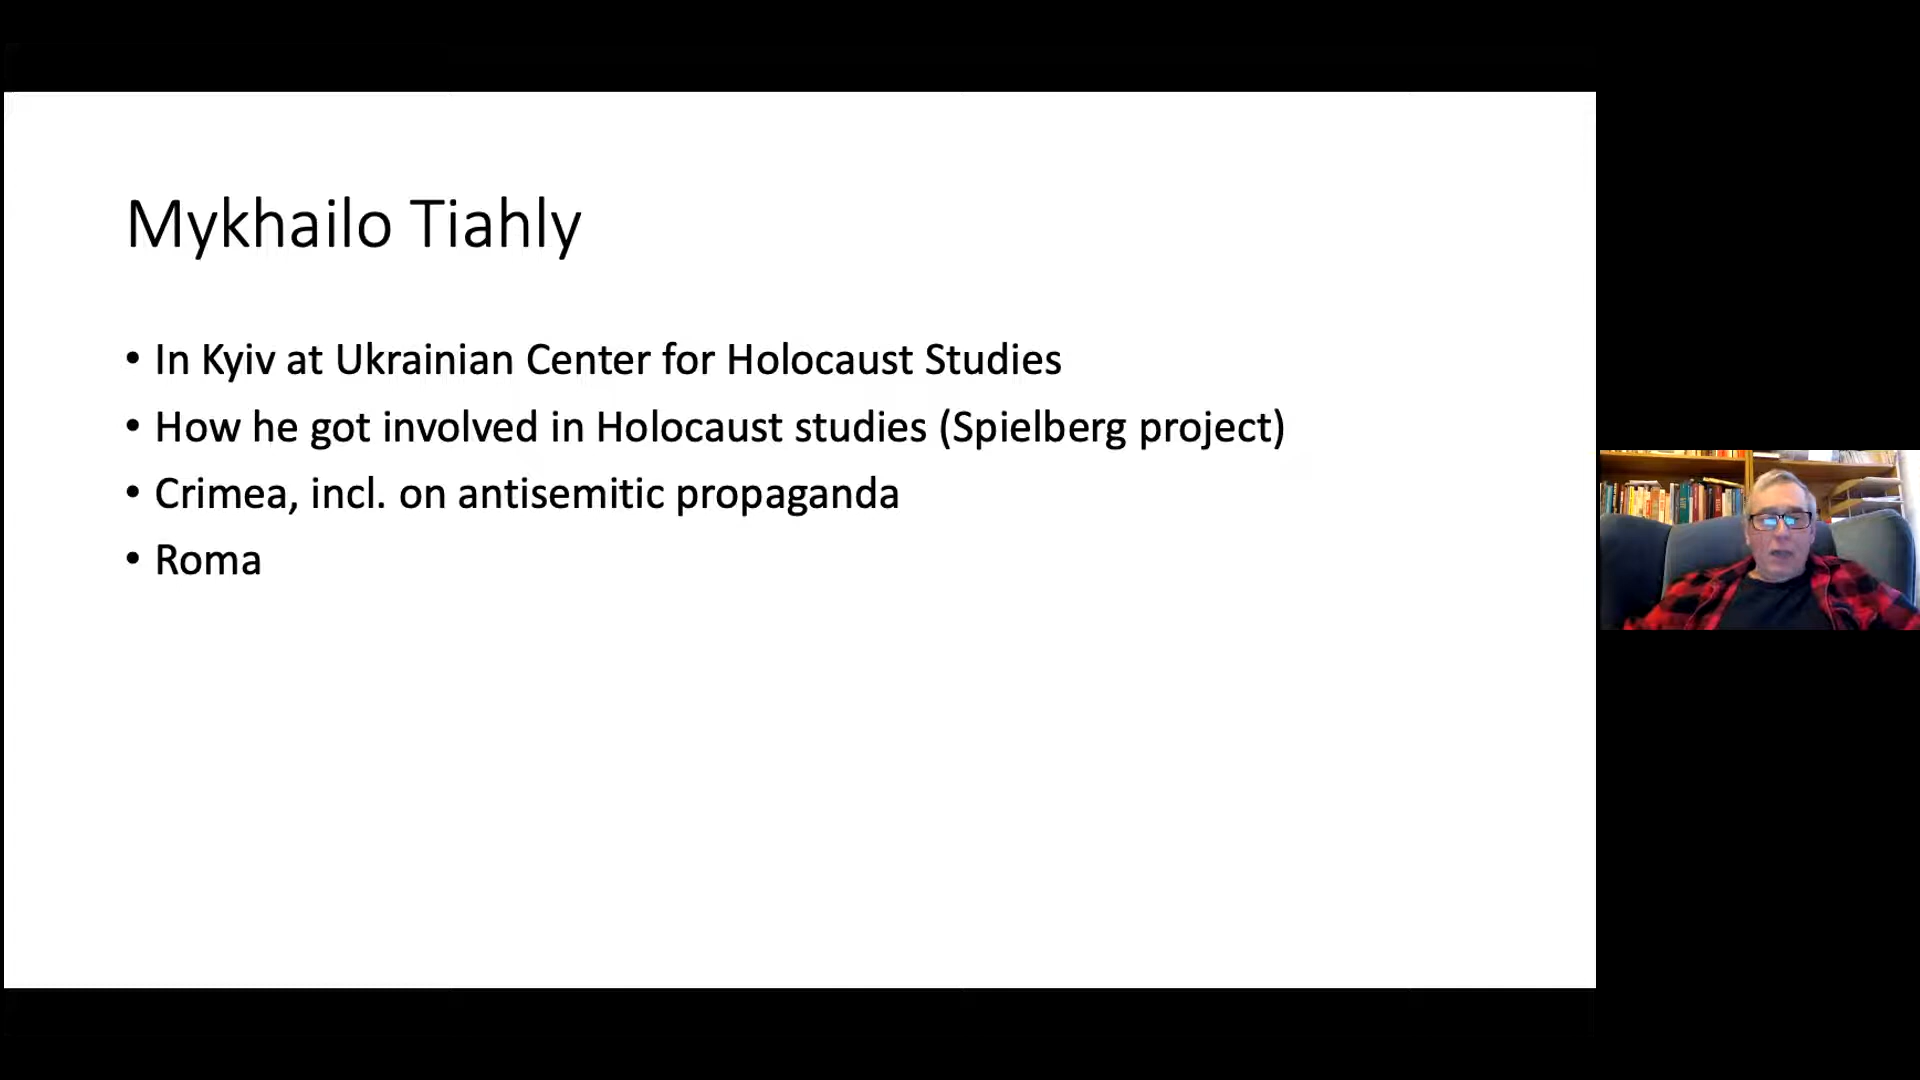 Mykhailo Tiahly
• In Kyiv at Ukrainian Center for Holocaust Studies
• How he got involved in Holocaust studies (Spielberg project)
• Crimea, incl. on antisemitic propaganda
• Roma